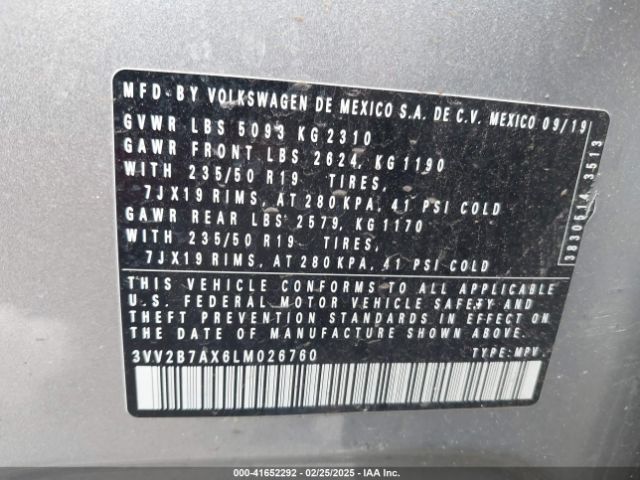 MFD. BY VOLKSWAGEN DE MEXICO S.A. DE C.V. MEXICO 09/19
GVWR LBS 5093 KG 2310
GAWR FRONT LBS 2624, KG 1190
WITH 235/50 R19 TIRES,
7JX19 RIMS, AT 280 KPA, 41 PSI COLD
GAWR REAR LBS 2579, KG 1170
WITH 235/50 R19 TIRES,
7JX19 RIMS, AT 280 KPA, 41 PSI COLD
THIS VEHICLE CONFORMS TO ALL APPLICABLE
U.S. FEDERAL MOTOR VEHICLE SAFETY AND
THEFT PREVENTION STANDARDS IN EFFECT ON
THE DATE OF MANUFACTURE SHOWN ABOVE.
3VV2B7AX6LM026760 TYPE: MPV
3830514 3513
000-41652292 - 02/25/2025 - IAA Inc.